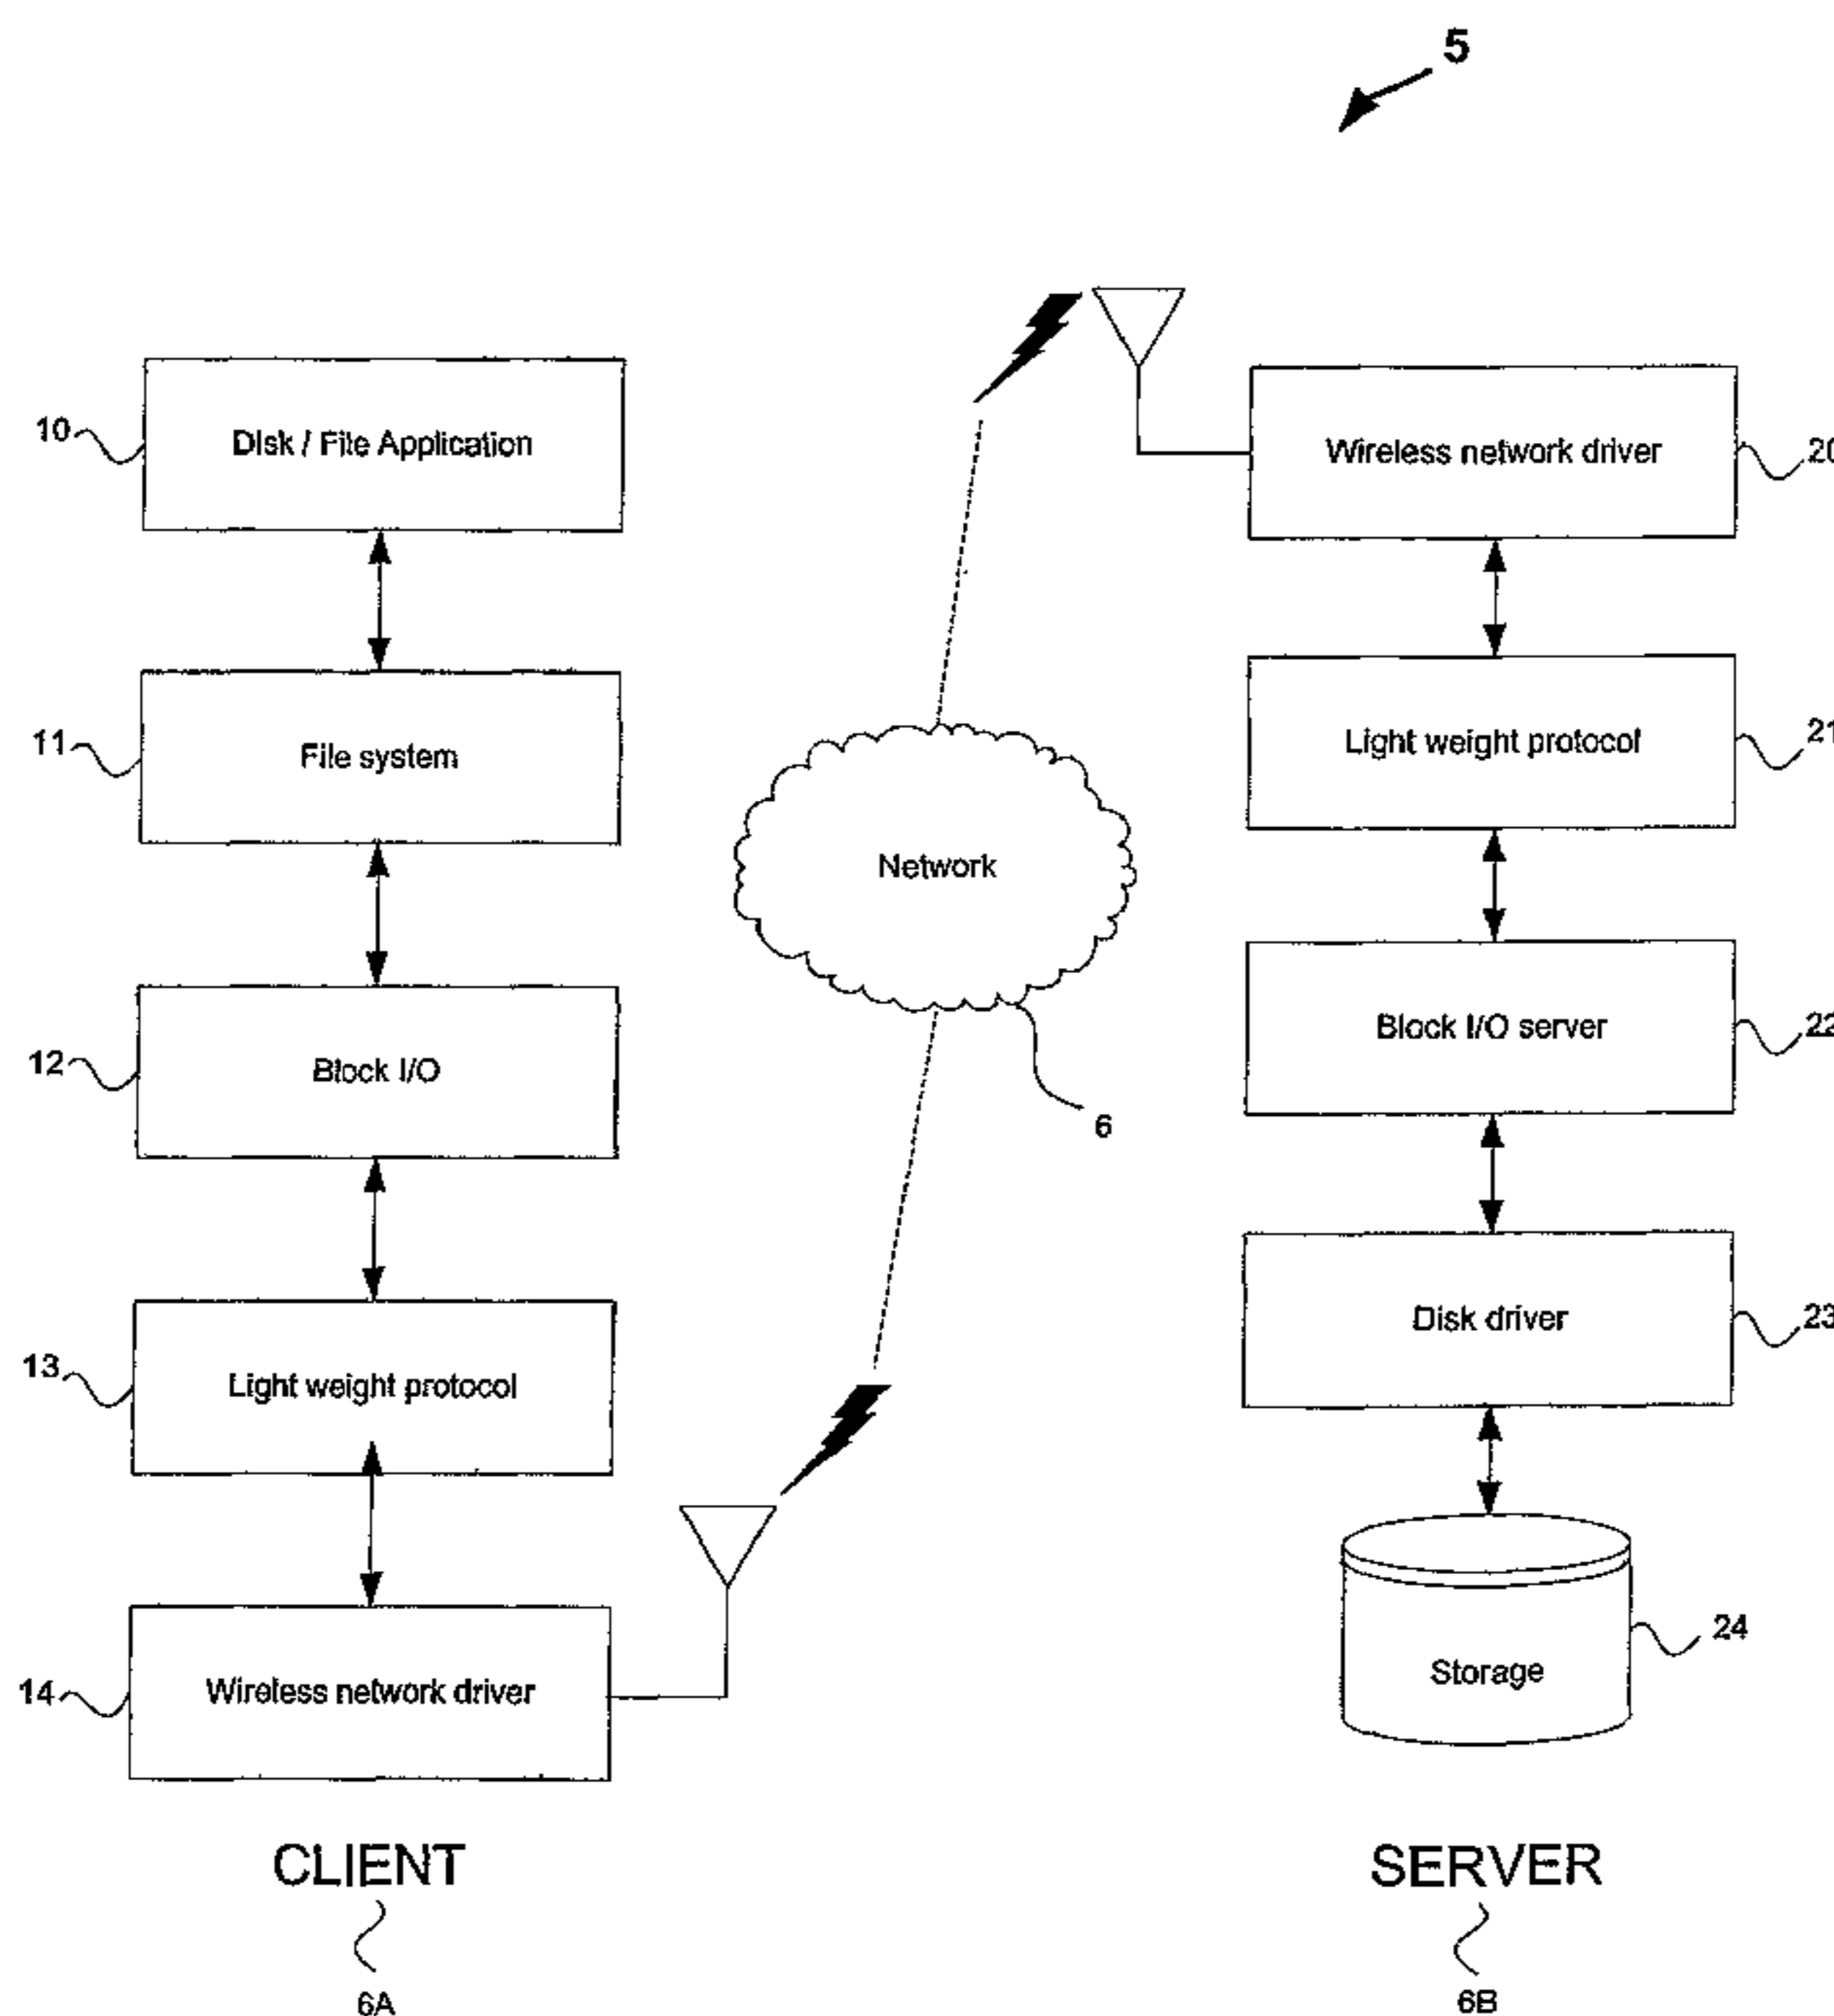 5
10
Disk / File Application
11
File system
12
Block I/O
13
Light weight protocol
14
Wireless network driver
CLIENT
6A
Network
6
Wireless network driver
20
Light weight protocol
21
Block I/O server
22
Disk driver
23
Storage
24
SERVER
6B